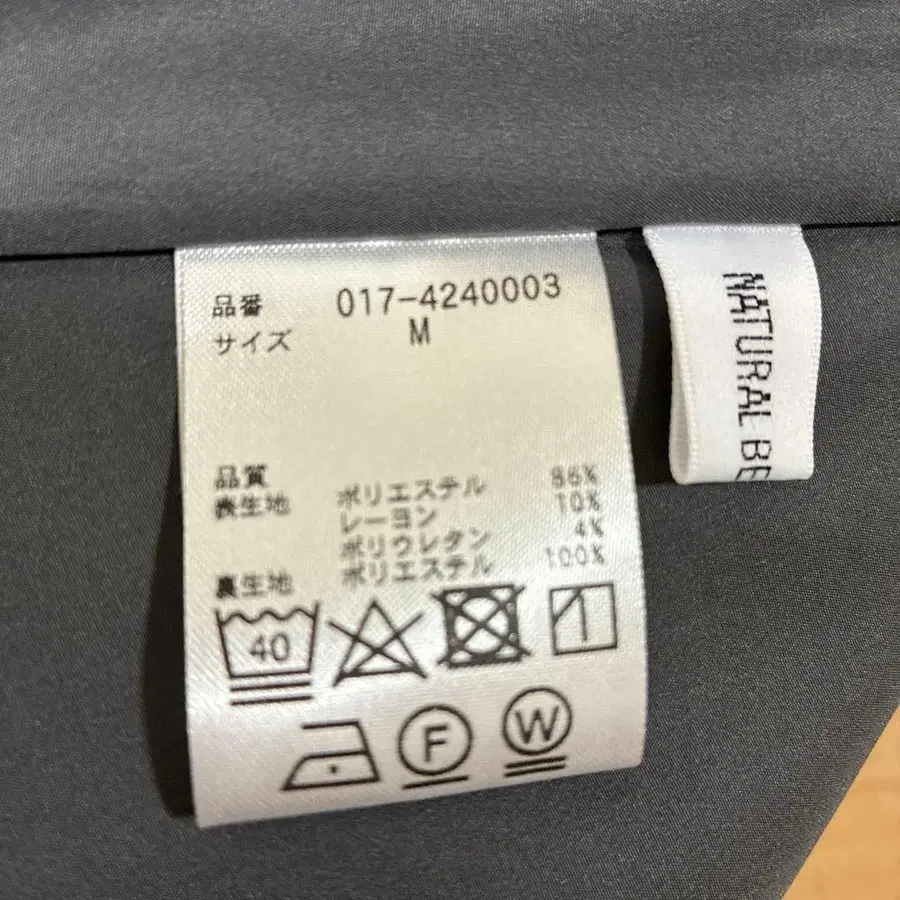 品番 017-4240003
サイズ M
品質
表生地 ポリエステル 86%
レーヨン 10%
ポリウレタン 4%
裏生地 ポリエステル 100%
40
F W
NATURAL BE